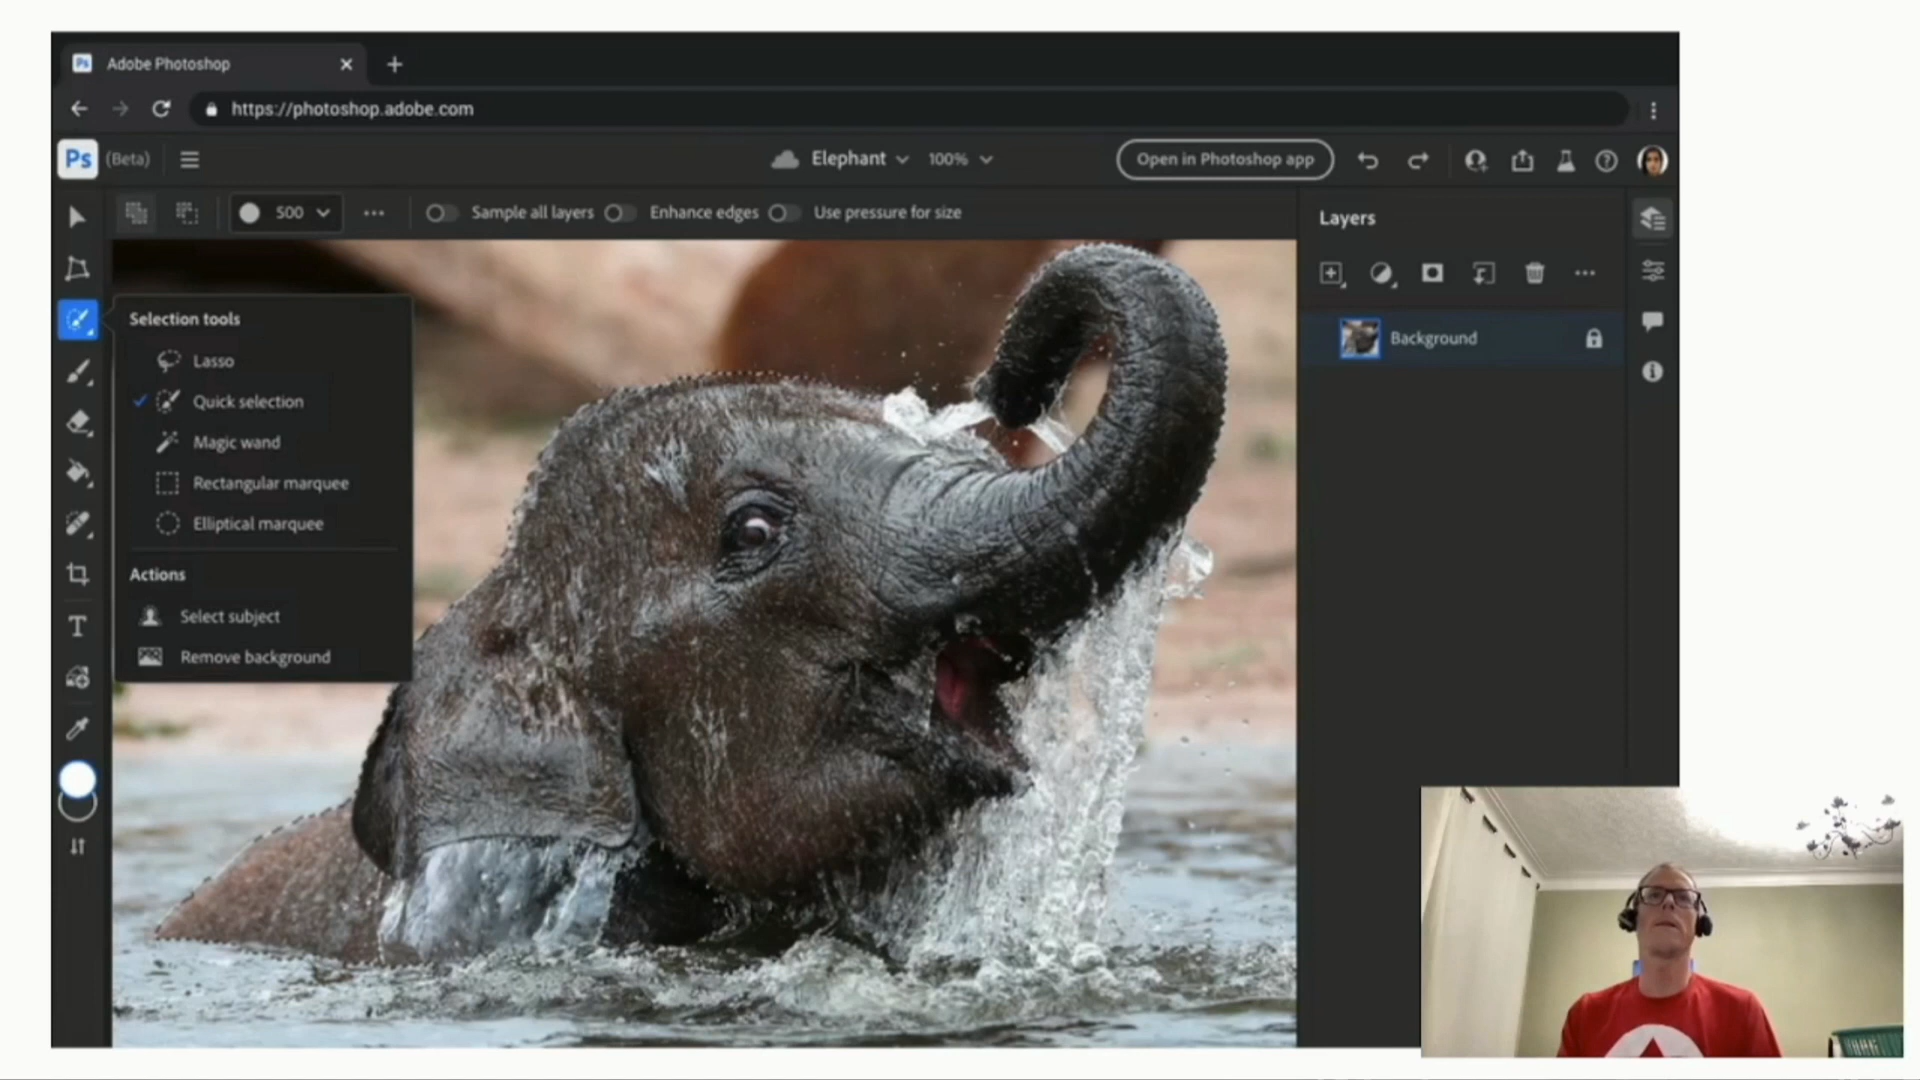 Ps Adobe Photoshop
https://photoshop.adobe.com
Ps (Beta)
Elephant
100%
Open in Photoshop app
500
Sample all layers
Enhance edges
Use pressure for size
Layers
Background
Selection tools
Lasso
Quick selection
Magic wand
Rectangular marquee
Elliptical marquee
Actions
Select subject
Remove background